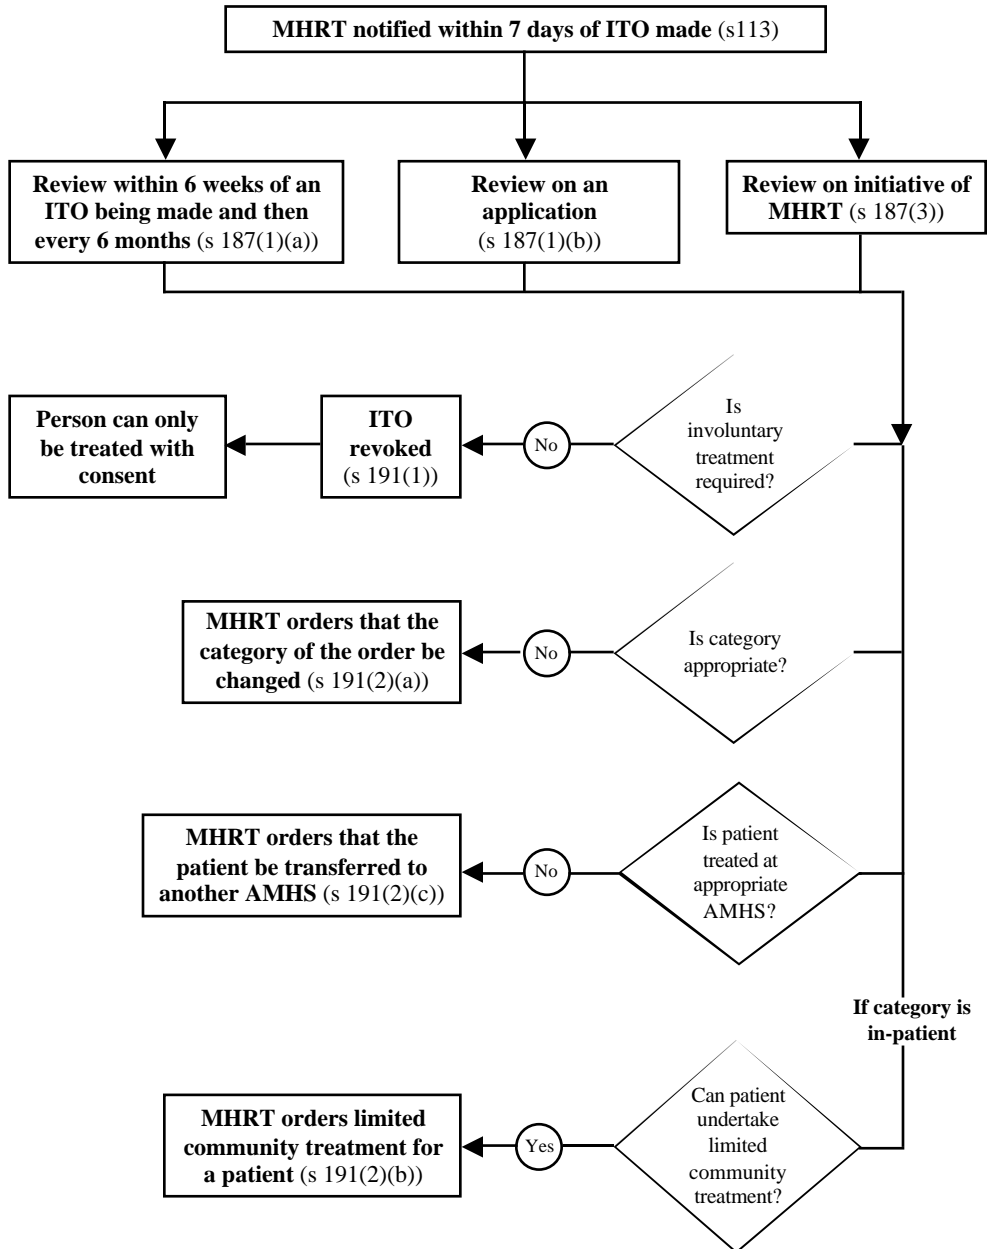 MHRT notified within 7 days of ITO made (s113)
Review within 6 weeks of an
ITO being made and then
every 6 months (s 187(1)(a))
Review on an
application
(s 187(1)(b))
Review on initiative of
MHRT (s 187(3))
Person can only
be treated with
consent
ITO
revoked
(s 191(1))
No
Is
involuntary
treatment
required?
MHRT orders that the
category of the order be
changed (s 191(2)(a))
No
Is category
appropriate?
MHRT orders that the
patient be transferred to
another AMHS (s 191(2)(c))
No
Is patient
treated at
appropriate
AMHS?
If category is
in-patient
MHRT orders limited
community treatment for
a patient (s 191(2)(b))
Yes
Can patient
undertake
limited
community
treatment?